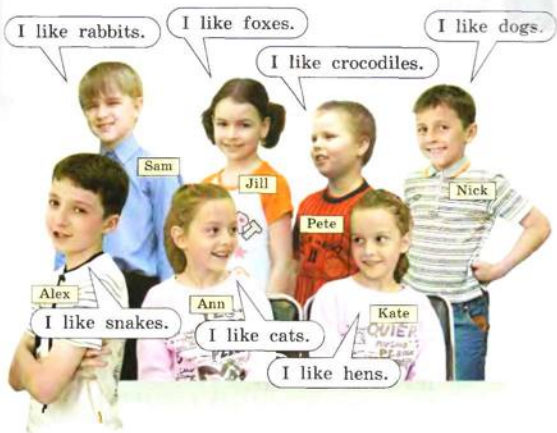 I like rabbits.
I like foxes.
I like dogs.
I like crocodiles.
Sam
Jill
Nick
Pete
Alex
Ann
Kate
I like snakes.
I like cats.
QUIER
I like hens.